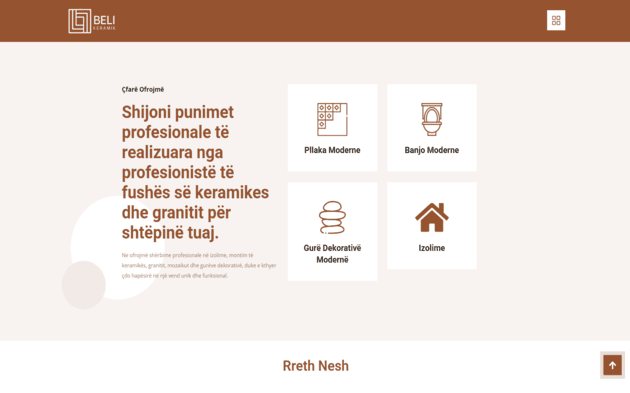 BELI
KERAMIK
Çfarë Ofrojmë
Shijoni punimet
profesionale të
realizuara nga
profesionistë të
fushës së keramikes
dhe granitit për
shtëpinë tuaj.
Ne ofrojmë shërbime profesionale në izolime, montim të
keramikës, granitit, mozaikut dhe gurëve dekorativë, duke e kthyer
çdo hapësirë në një vend unik dhe funksional.
Pllaka Moderne
Banjo Moderne
Gurë Dekorativë
Modernë
Izolime
Rreth Nesh